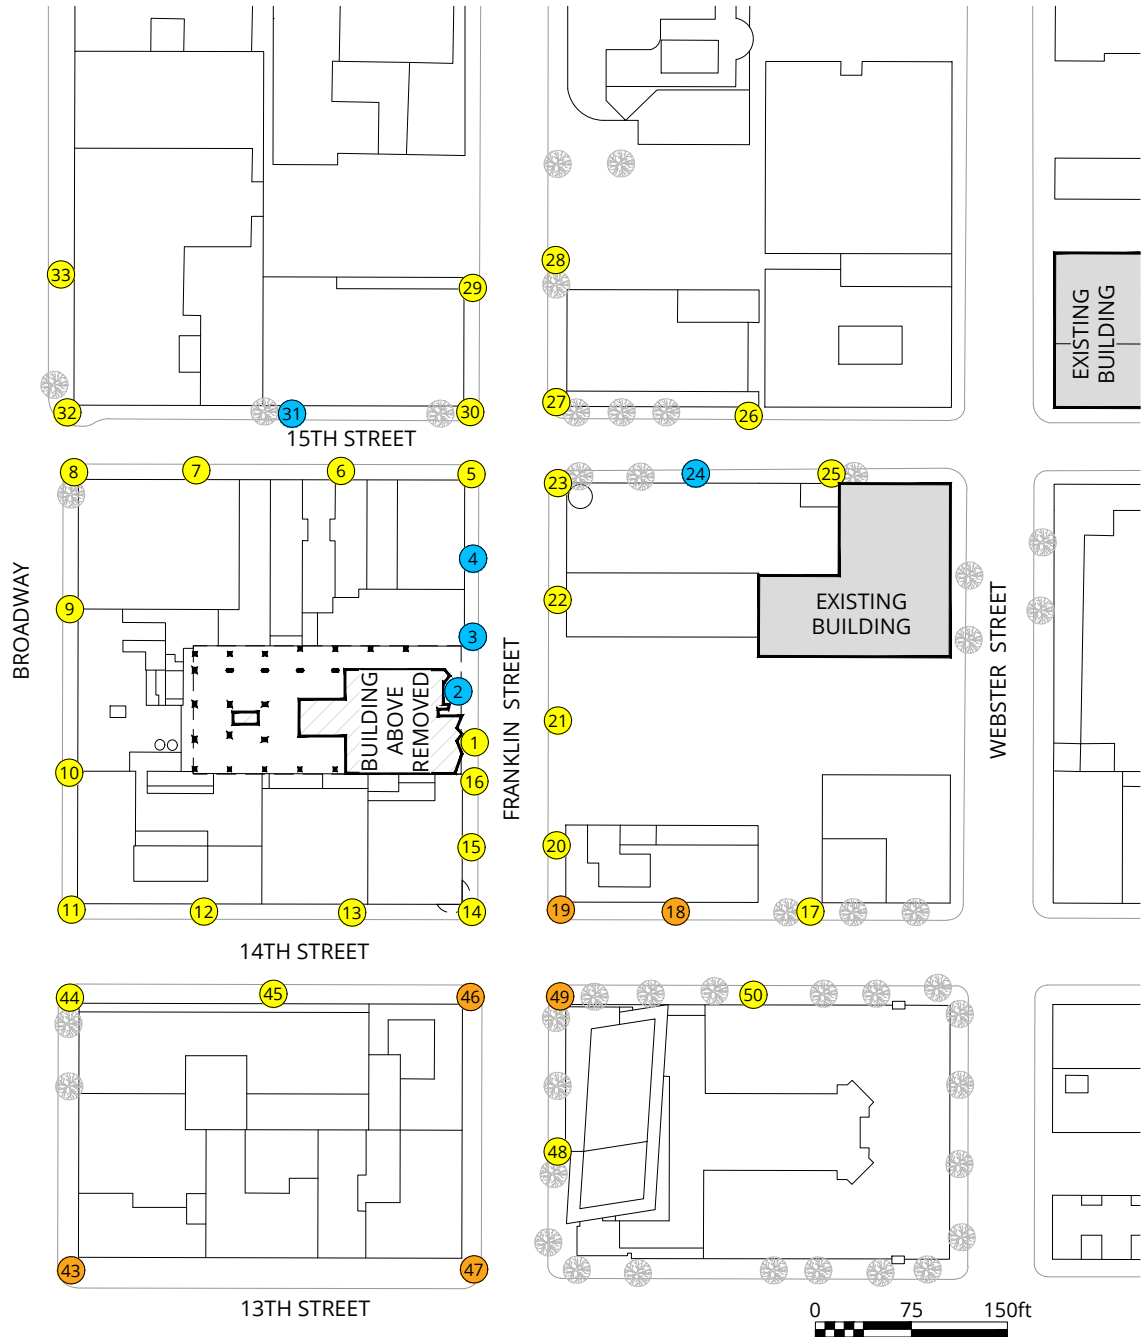 33
29
28
EXISTING
BUILDING
32
31
30
27
26
15TH STREET
8
7
6
5
23
24
25
4
9
22
EXISTING
BUILDING
3
BROADWAY
2
BUILDING
ABOVE
REMOVED
FRANKLIN STREET
WEBSTER STREET
21
1
10
16
15
20
11
12
13
14
19
18
17
14TH STREET
44
45
46
49
50
48
43
47
13TH STREET
0 75 150ft